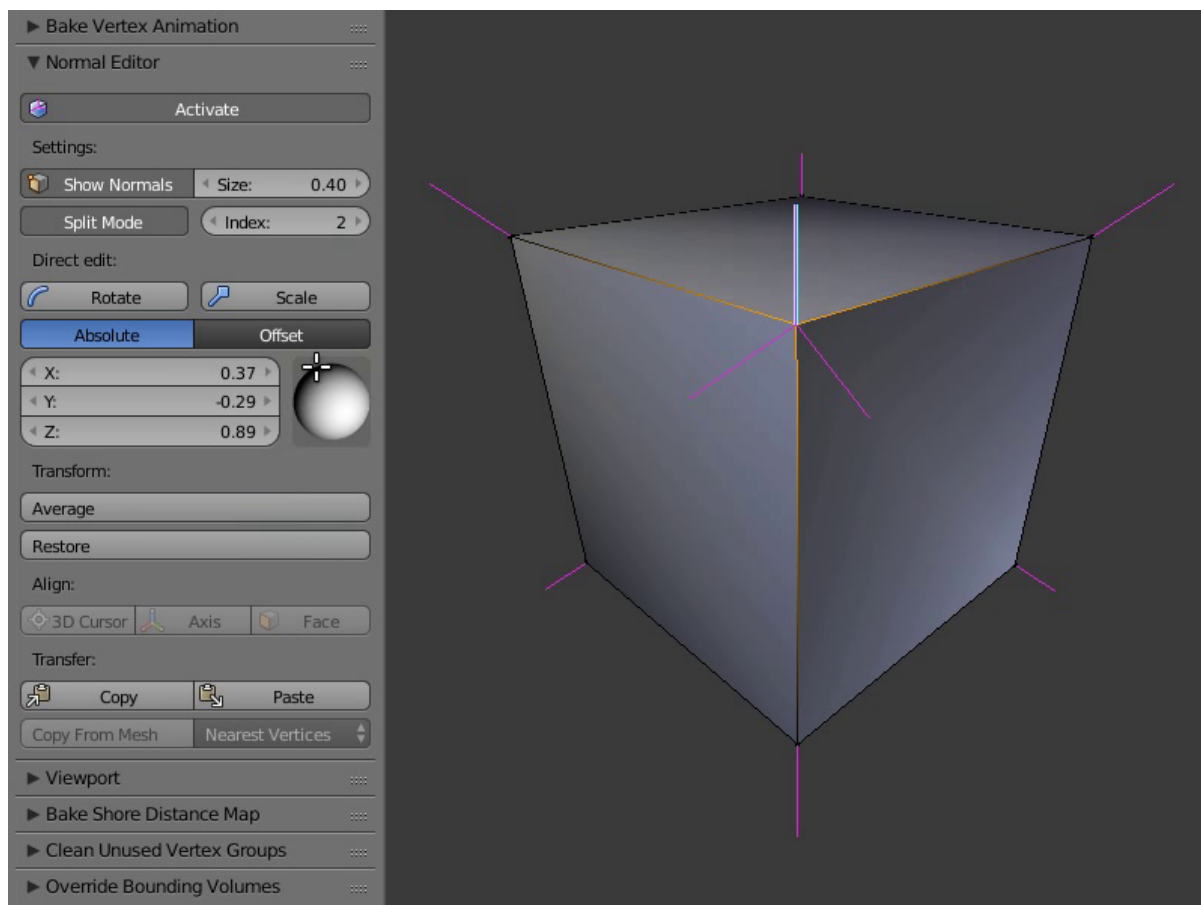 Bake Vertex Animation
Normal Editor
Activate
Settings:
Show Normals Size: 0.40
Split Mode Index: 2
Direct edit:
Rotate Scale
Absolute Offset
X: 0.37
Y: -0.29
Z: 0.89
Transform:
Average
Restore
Align:
3D Cursor Axis Face
Transfer:
Copy Paste
Copy From Mesh Nearest Vertices
Viewport
Bake Shore Distance Map
Clean Unused Vertex Groups
Override Bounding Volumes